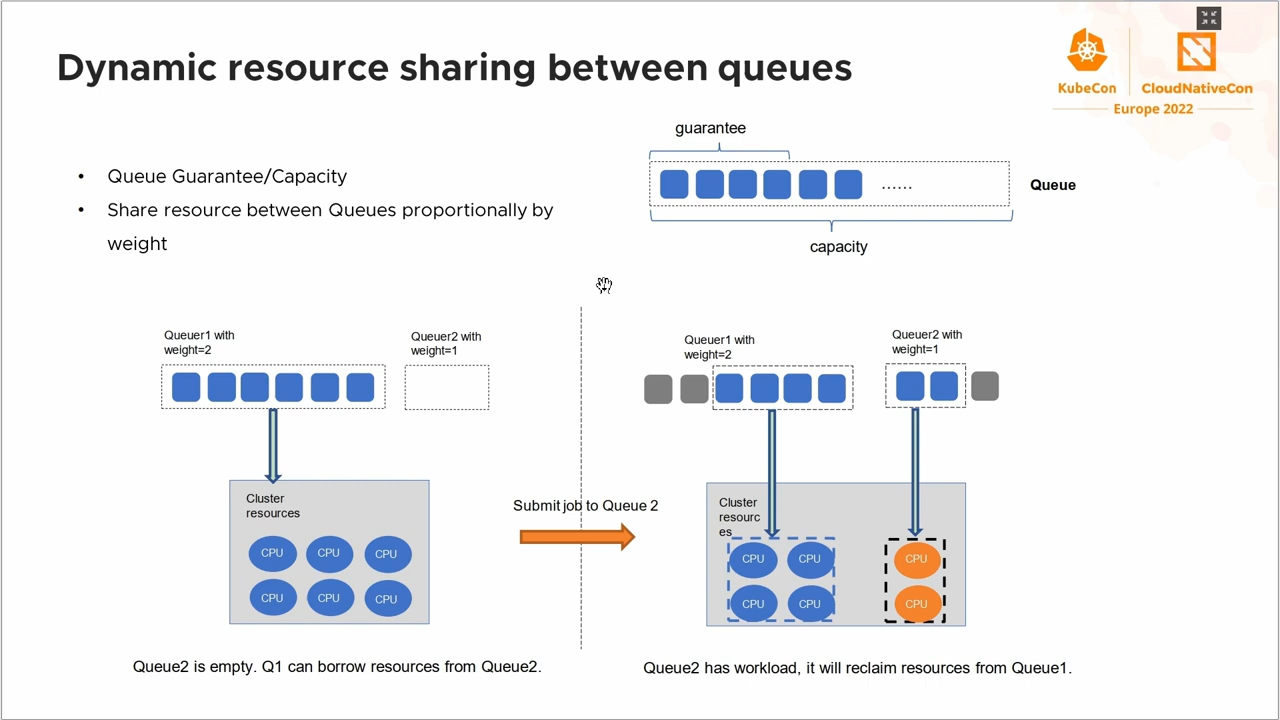 Dynamic resource sharing between queues
KubeCon
CloudNativeCon
Europe 2022
• Queue Guarantee/Capacity
• Share resource between Queues proportionally by
weight
guarantee
......
Queue
capacity
Queuer1 with
weight=2
Queuer2 with
weight=1
Cluster
resources
CPU CPU CPU
CPU CPU CPU
Submit job to Queue 2
Queuer1 with
weight=2
Queuer2 with
weight=1
Cluster
resourc
es
CPU CPU CPU
CPU CPU CPU
Queue2 is empty. Q1 can borrow resources from Queue2.
Queue2 has workload, it will reclaim resources from Queue1.